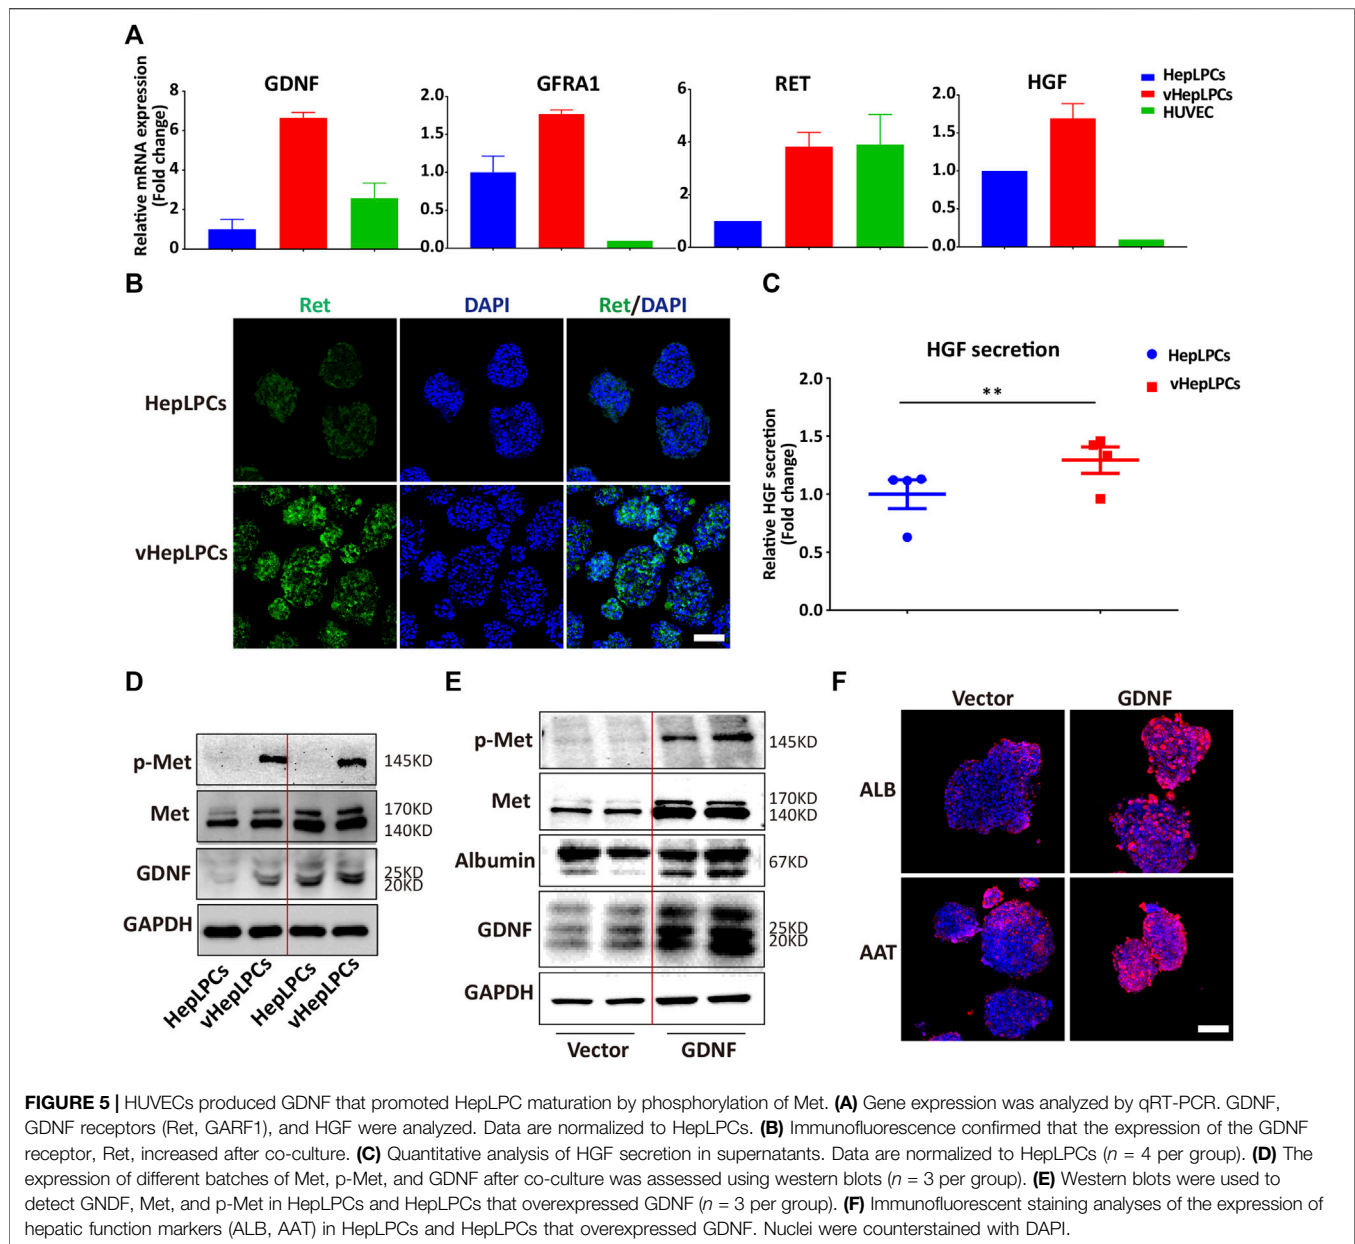 A
GDNF
GFRA1
RET
HGF
HepLPCs
vHepLPCs
HUVEC
Relative mRNA expression
(Fold change)
8
6
4
2
0
2.0
1.5
1.0
0.5
0.0
6
4
2
0
2.0
1.5
1.0
0.5
0.0
B
Ret
DAPI
Ret/DAPI
HepLPCs
vHepLPCs
C
HGF secretion
HepLPCs
vHepLPCs
**
Relative HGF secretion
(Fold change)
2.0
1.5
1.0
0.5
0.0
D
p-Met
145KD
Met
170KD
140KD
GDNF
25KD
20KD
GAPDH
HepLPCs
vHepLPCs
HepLPCs
vHepLPCs
E
p-Met
145KD
Met
170KD
140KD
Albumin
67KD
GDNF
25KD
20KD
GAPDH
Vector
GDNF
F
Vector
GDNF
ALB
AAT
FIGURE 5 | HUVECs produced GDNF that promoted HepLPC maturation by phosphorylation of Met. (A) Gene expression was analyzed by qRT-PCR. GDNF,
GDNF receptors (Ret, GARF1), and HGF were analyzed. Data are normalized to HepLPCs. (B) Immunofluorescence confirmed that the expression of the GDNF
receptor, Ret, increased after co-culture. (C) Quantitative analysis of HGF secretion in supernatants. Data are normalized to HepLPCs (n = 4 per group). (D) The
expression of different batches of Met, p-Met, and GDNF after co-culture was assessed using western blots (n = 3 per group). (E) Western blots were used to
detect GNDF, Met, and p-Met in HepLPCs and HepLPCs that overexpressed GDNF (n = 3 per group). (F) Immunofluorescent staining analyses of the expression of
hepatic function markers (ALB, AAT) in HepLPCs and HepLPCs that overexpressed GDNF. Nuclei were counterstained with DAPI.